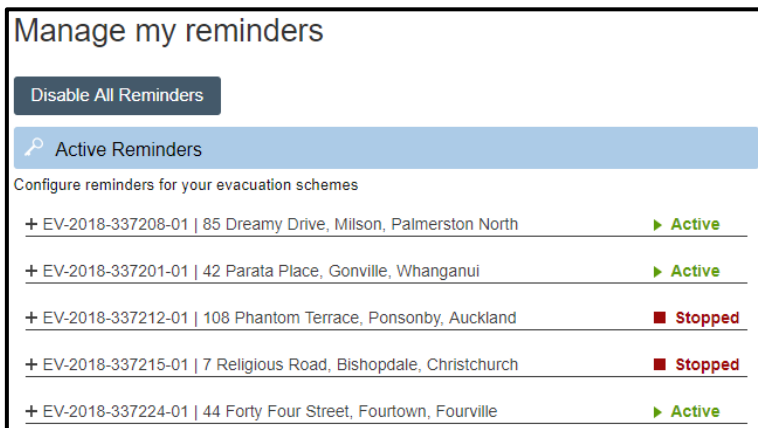 Manage my reminders
Disable All Reminders
Active Reminders
Configure reminders for your evacuation schemes
+ EV-2018-337208-01 | 85 Dreamy Drive, Milson, Palmerston North Active
+ EV-2018-337201-01 | 42 Parata Place, Gonville, Whanganui Active
+ EV-2018-337212-01 | 108 Phantom Terrace, Ponsonby, Auckland Stopped
+ EV-2018-337215-01 | 7 Religious Road, Bishopdale, Christchurch Stopped
+ EV-2018-337224-01 | 44 Forty Four Street, Fourtown, Fourville Active